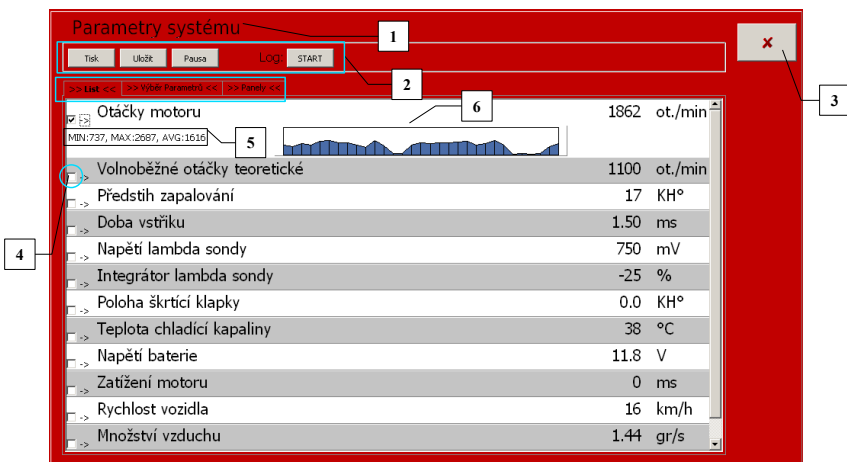 Parametry systému
1
Tisk Uložit Pausa Log: START
2
3
>> List << >> Výběr Parametrů << >> Panely <<
6
Otáčky motoru 1862 ot./min
->
MIN:737, MAX:2687, AVG:1616
5
Volnoběžné otáčky teoretické 1100 ot./min
->
Předstih zapalování 17 KH°
->
Doba vstřiku 1.50 ms
->
4
Napětí lambda sondy 750 mV
->
Integrátor lambda sondy -25 %
->
Poloha škrtící klapky 0.0 KH°
->
Teplota chladící kapaliny 38 °C
->
Napětí baterie 11.8 V
->
Zatížení motoru 0 ms
->
Rychlost vozidla 16 km/h
->
Množství vzduchu 1.44 gr/s
->